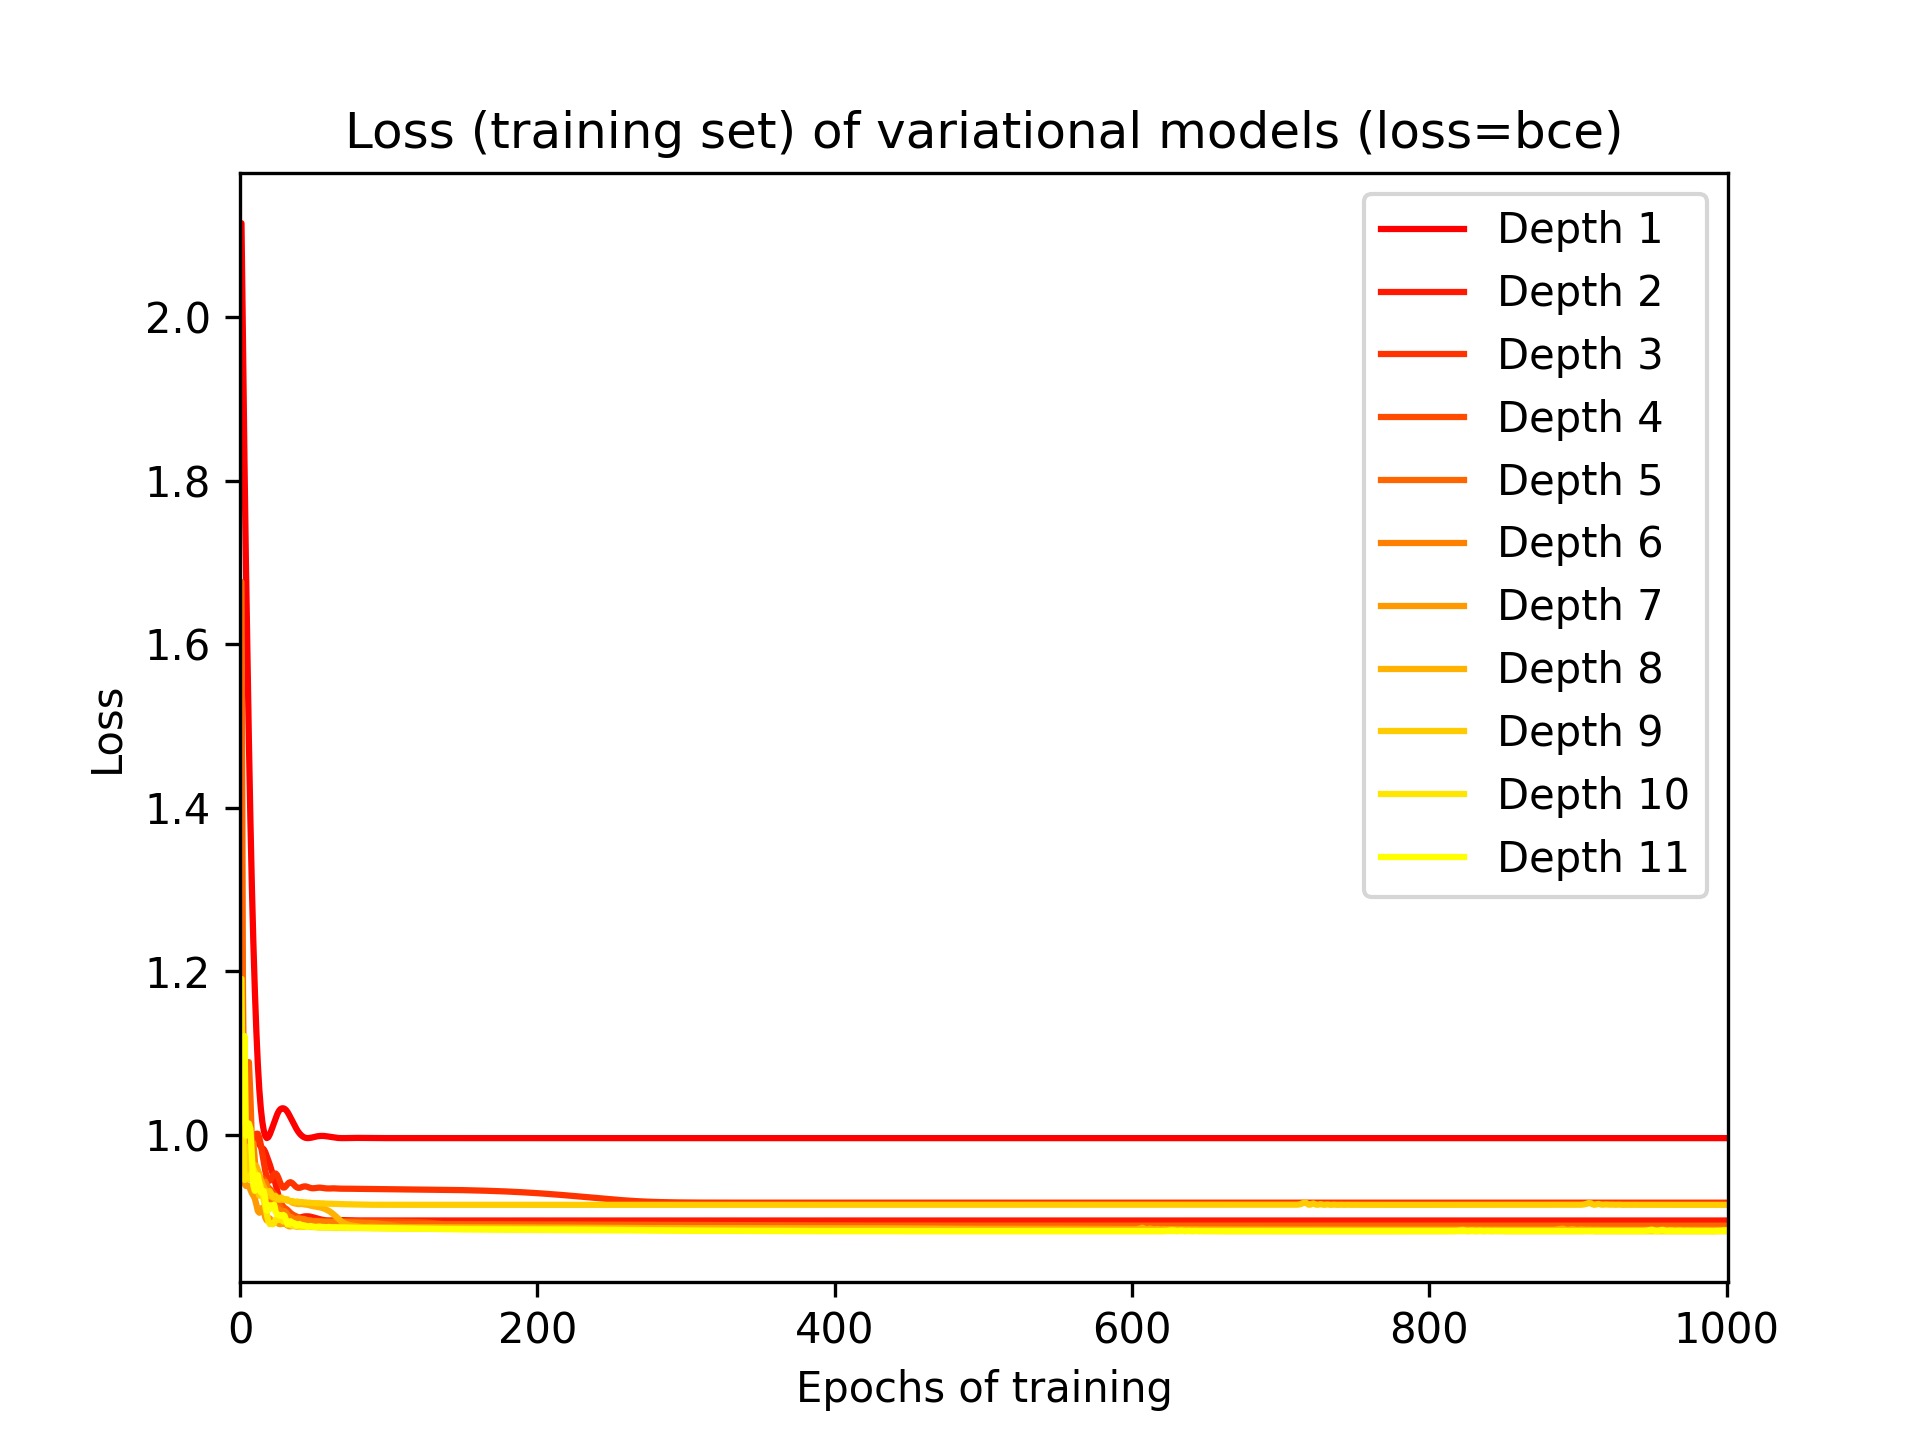 Loss (training set) of variational models (loss=bce)
Depth 1
Depth 2
Depth 3
Depth 4
Depth 5
Depth 6
Depth 7
Depth 8
Depth 9
Depth 10
Depth 11
2.0
1.8
1.6
1.4
1.2
1.0
Loss
0 200 400 600 800 1000
Epochs of training